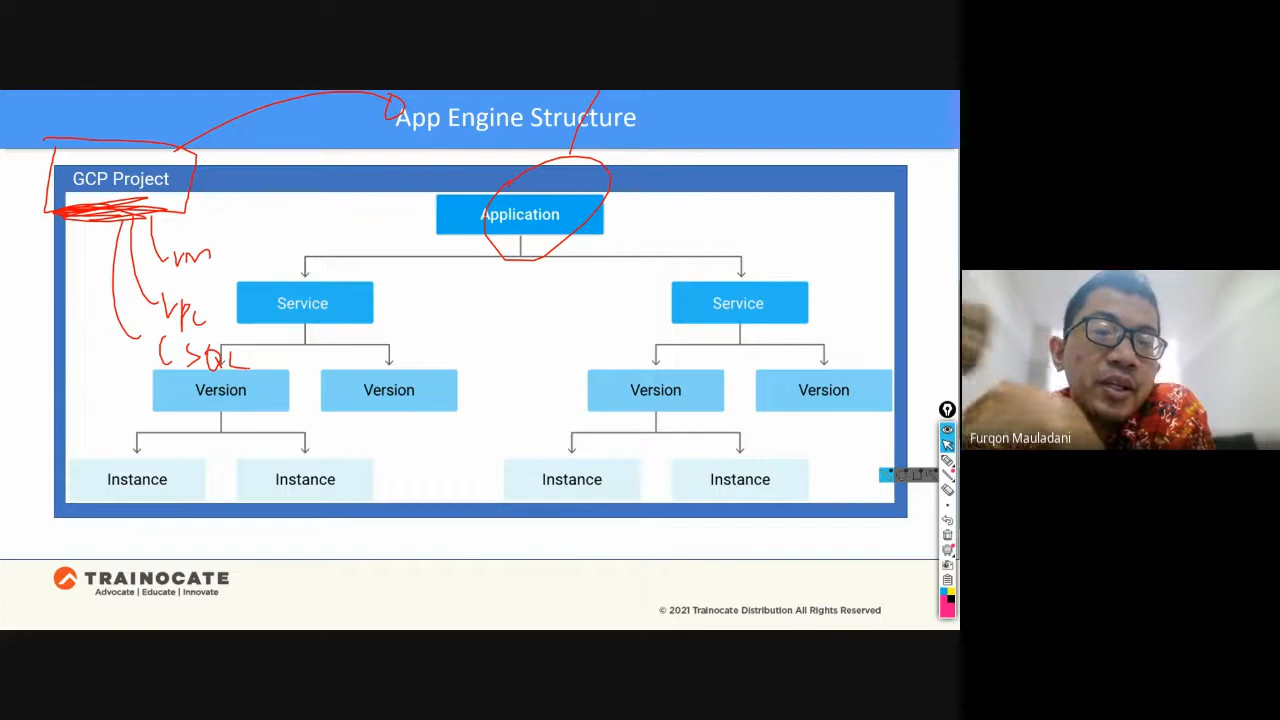 App Engine Structure
GCP Project
Application
vm
vpc
Service
Service
CSQL
Version
Version
Version
Version
Furqon Mauladani
Instance
Instance
Instance
Instance
TRAINOCATE
Advocate | Educate | Innovate
© 2021 Trainocate Distribution All Rights Reserved